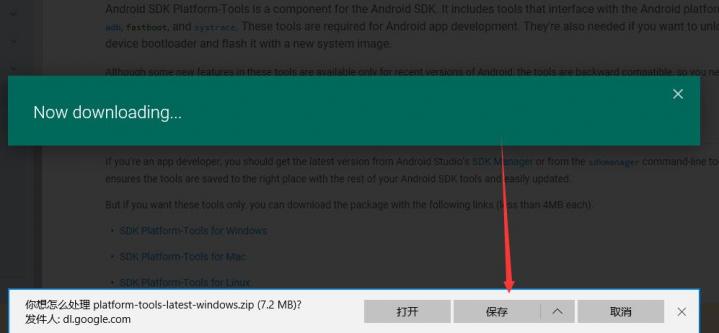 Android SDK Platform-Tools is a component for the Android SDK. It includes tools that interface with the Android platfor
adb, fastboot, and systrace. These tools are required for Android app development. They're also needed if you want to unlo
device bootloader and flash it with a new system image.
Although some new features in these tools are available only for recent versions of Android, the tools are backward compatible, so you ne
Now downloading...
If you're an app developer, you should get the latest version from Android Studio's SDK Manager or from the sdkmanager command-line to
ensures the tools are saved to the right place with the rest of your Android SDK tools and easily updated.
But if you want these tools only, you can download the package with the following links (less than 4MB each).
• SDK Platform-Tools for Windows
• SDK Platform-Tools for Mac
• SDK Platform-Tools for Linux
你想怎么处理 platform-tools-latest-windows.zip (7.2 MB)?
发件人: dl.google.com
打开 保存 取消